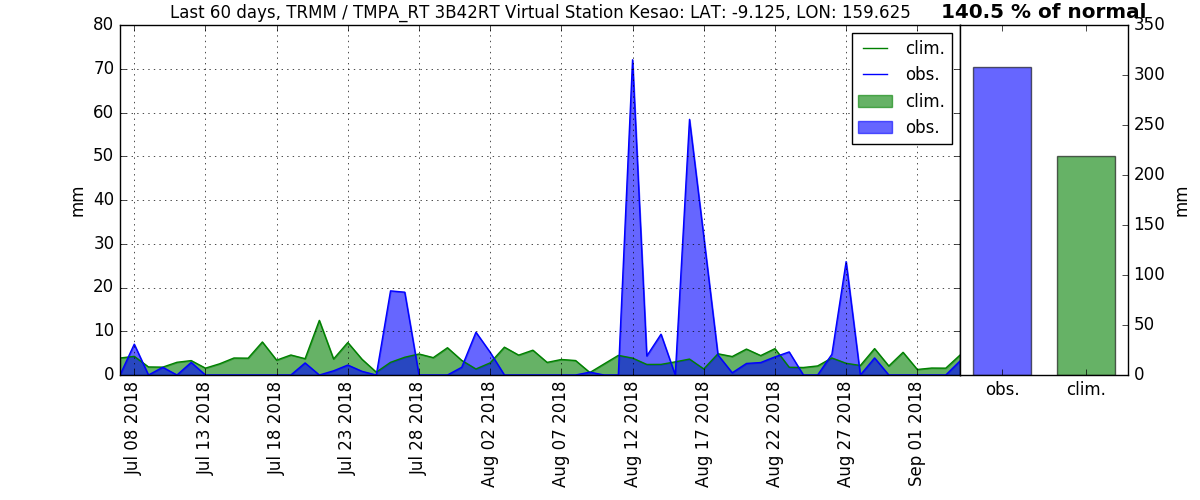 Last 60 days, TRMM / TMPA_RT 3B42RT Virtual Station Kesao: LAT: -9.125, LON: 159.625
140.5 % of normal
mm
80
70
60
50
40
30
20
10
0
clim.
obs.
clim.
obs.
Jul 08 2018
Jul 13 2018
Jul 18 2018
Jul 23 2018
Jul 28 2018
Aug 02 2018
Aug 07 2018
Aug 12 2018
Aug 17 2018
Aug 22 2018
Aug 27 2018
Sep 01 2018
350
300
250
200
150
100
50
0
mm
obs.
clim.